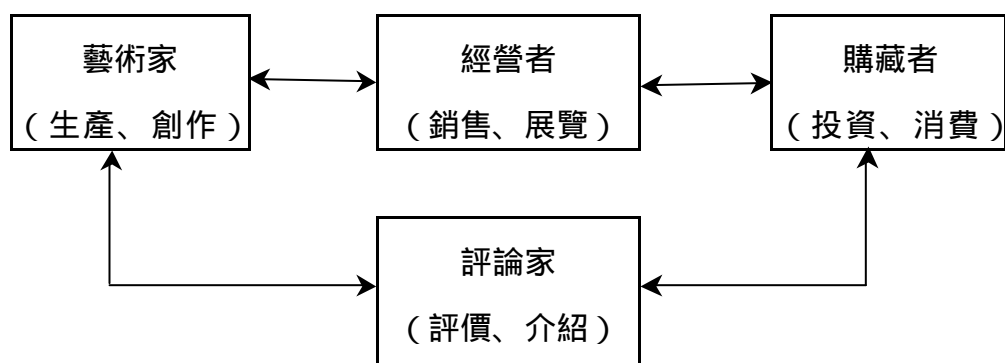 藝術家
（生產、創作）
經營者
（銷售、展覽）
購藏者
（投資、消費）
評論家
（評價、介紹）